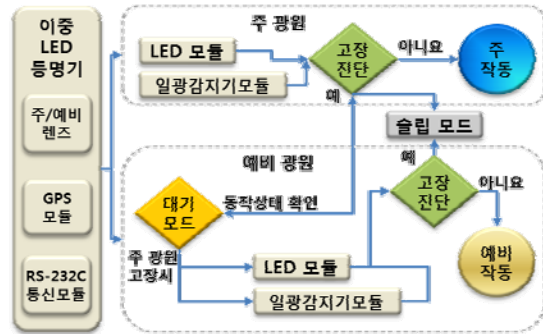 이중
LED
등명기
주/예비
렌즈
GPS
모듈
RS-232C
통신모듈
주 광원
LED 모듈
일광감지기모듈
고장
진단
아니요
주
작동
예
슬립 모드
예비 광원
예
대기
모드
동작상태 확인
고장
진단
아니요
주 광원
고장시
LED 모듈
일광감지기모듈
예비
작동